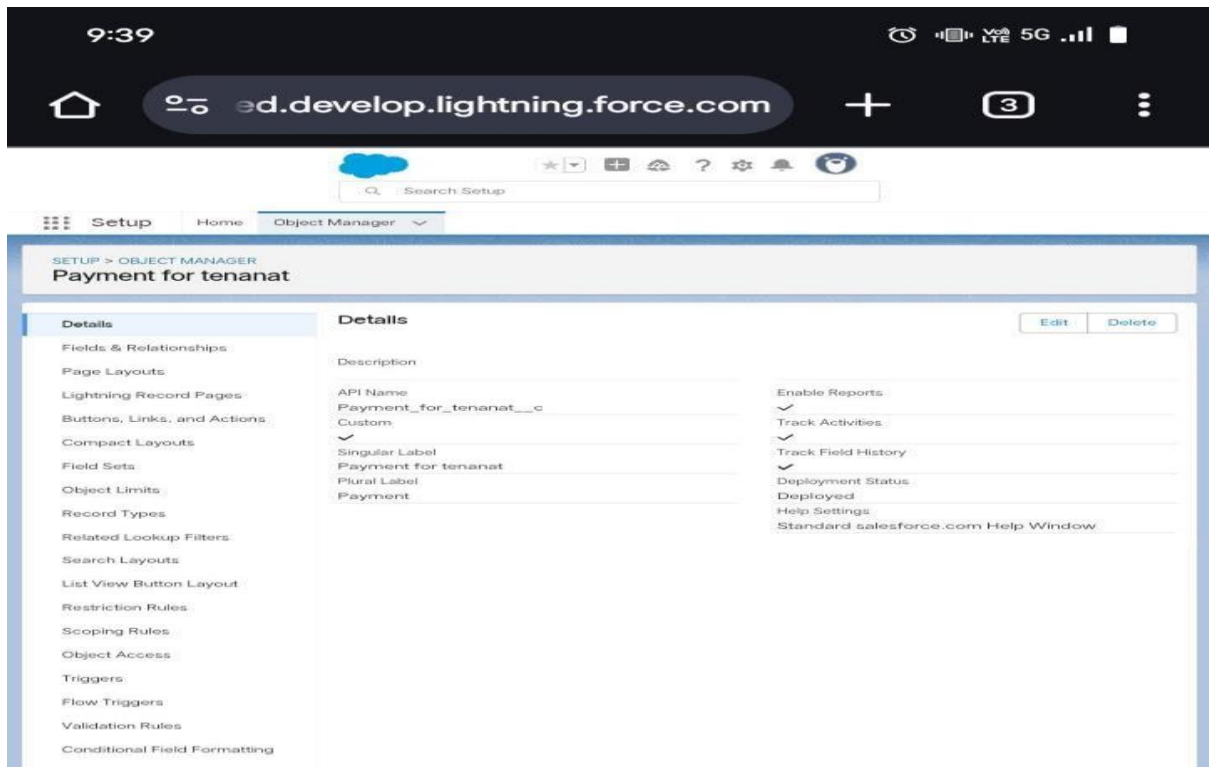 9:39 VoD LTE 5G
ed.develop.lightning.force.com 3
Search Setup
Setup Home Object Manager
SETUP > OBJECT MANAGER
Payment for tenanat
Details
Fields & Relationships
Page Layouts
Lightning Record Pages
Buttons, Links, and Actions
Compact Layouts
Field Sets
Object Limits
Record Types
Related Lookup Filters
Search Layouts
List View Button Layout
Restriction Rules
Scoping Rules
Object Access
Triggers
Flow Triggers
Validation Rules
Conditional Field Formatting
Details
Edit Delete
Description
API Name
Payment_for_tenanat__c
Custom
Singular Label
Payment for tenanat
Plural Label
Payment
Enable Reports
Track Activities
Track Field History
Deployment Status
Deployed
Help Settings
Standard salesforce.com Help Window